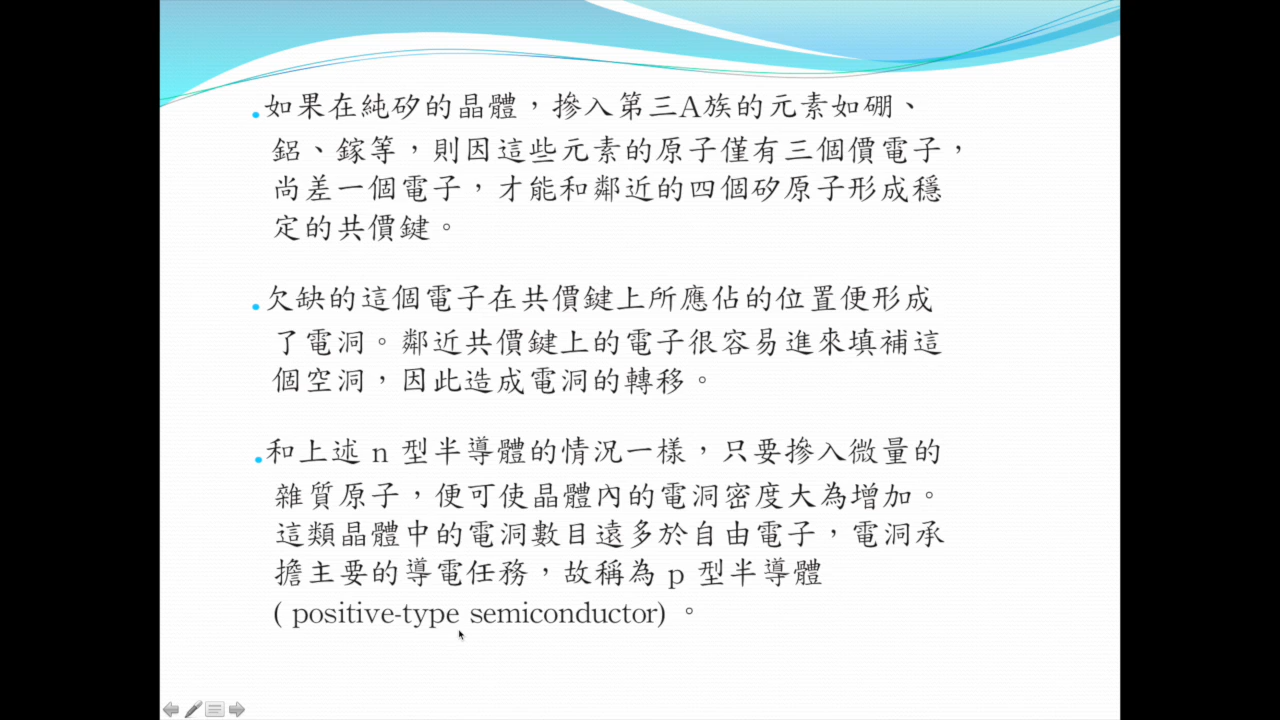 •如果在純矽的晶體，摻入第三A族的元素如硼、
鋁、鎵等，則因這些元素的原子僅有三個價電子，
尚差一個電子，才能和鄰近的四個矽原子形成穩
定的共價鍵。
•欠缺的這個電子在共價鍵上所應佔的位置便形成
了電洞。鄰近共價鍵上的電子很容易進來填補這
個空洞，因此造成電洞的轉移。
•和上述 n 型半導體的情況一樣，只要摻入微量的
雜質原子，便可使晶體內的電洞密度大為增加。
這類晶體中的電洞數目遠多於自由電子，電洞承
擔主要的導電任務，故稱為 p 型半導體
( positive-type semiconductor) 。